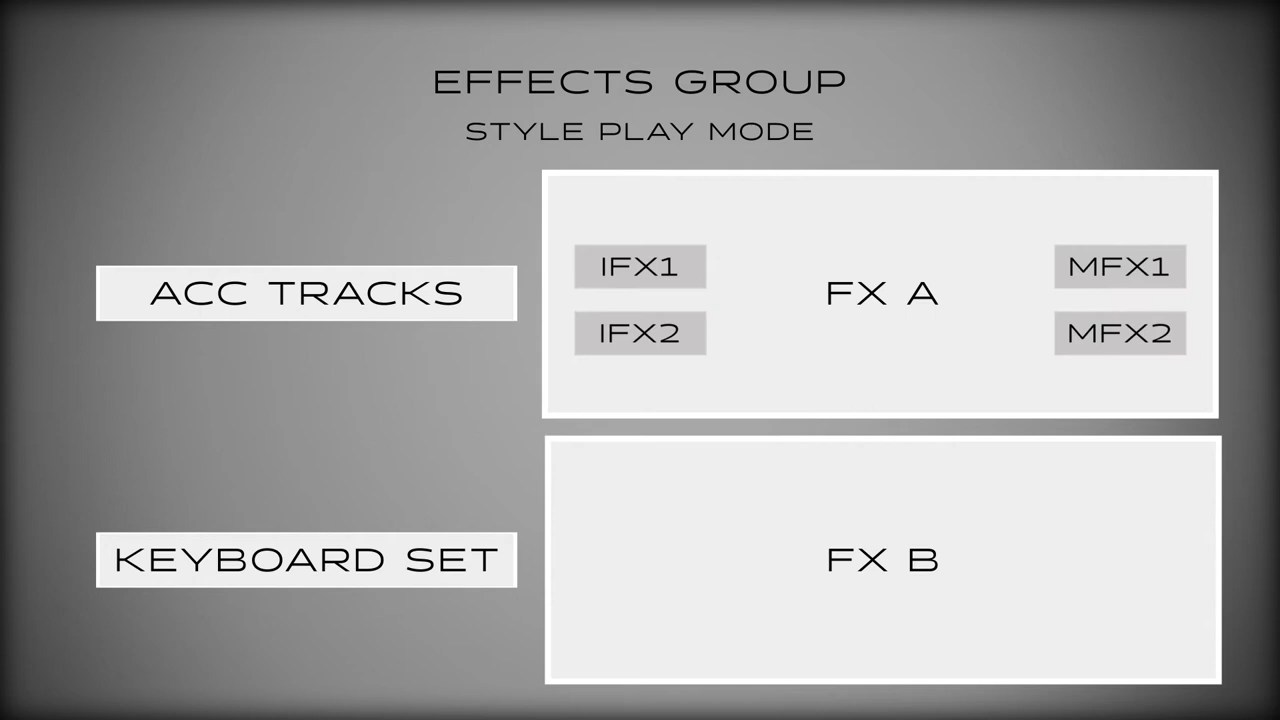 EFFECTS GROUP
STYLE PLAY MODE
ACC TRACKS
IFX1
IFX2
FX A
MFX1
MFX2
KEYBOARD SET
FX B